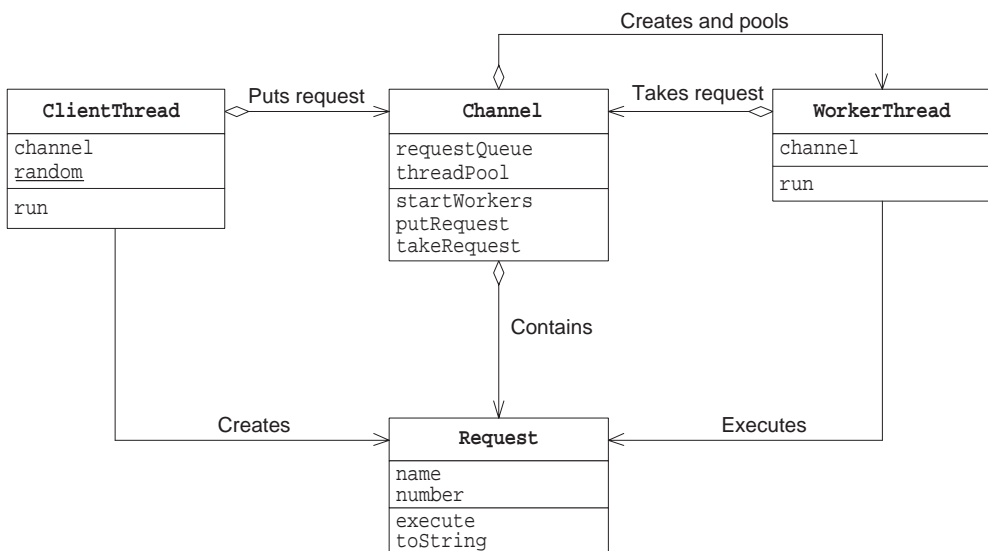 Creates and pools
ClientThread
channel
random
run
Puts request
Channel
requestQueue
threadPool
startWorkers
putRequest
takeRequest
Takes request
WorkerThread
channel
run
Contains
Creates
Executes
Request
name
number
execute
toString